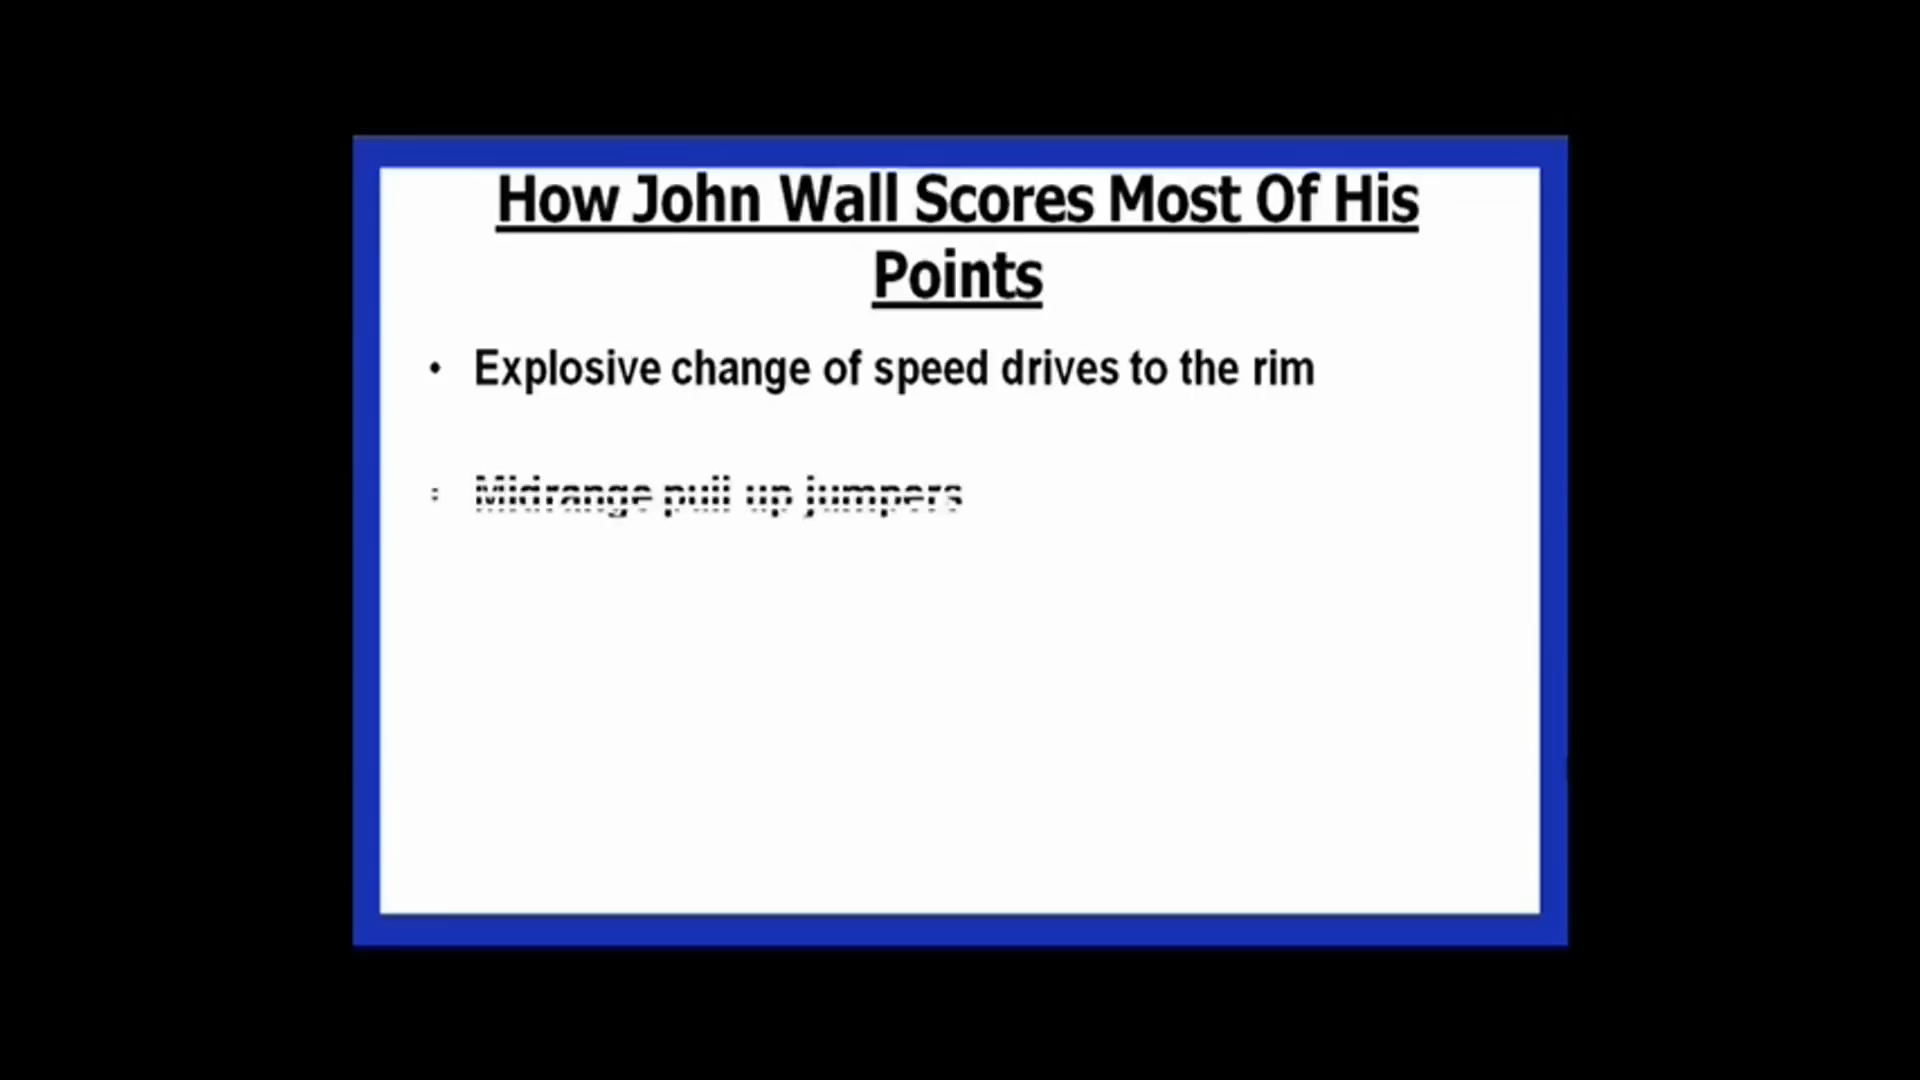 How John Wall Scores Most Of His
Points
• Explosive change of speed drives to the rim
• Midrange pull up jumpers